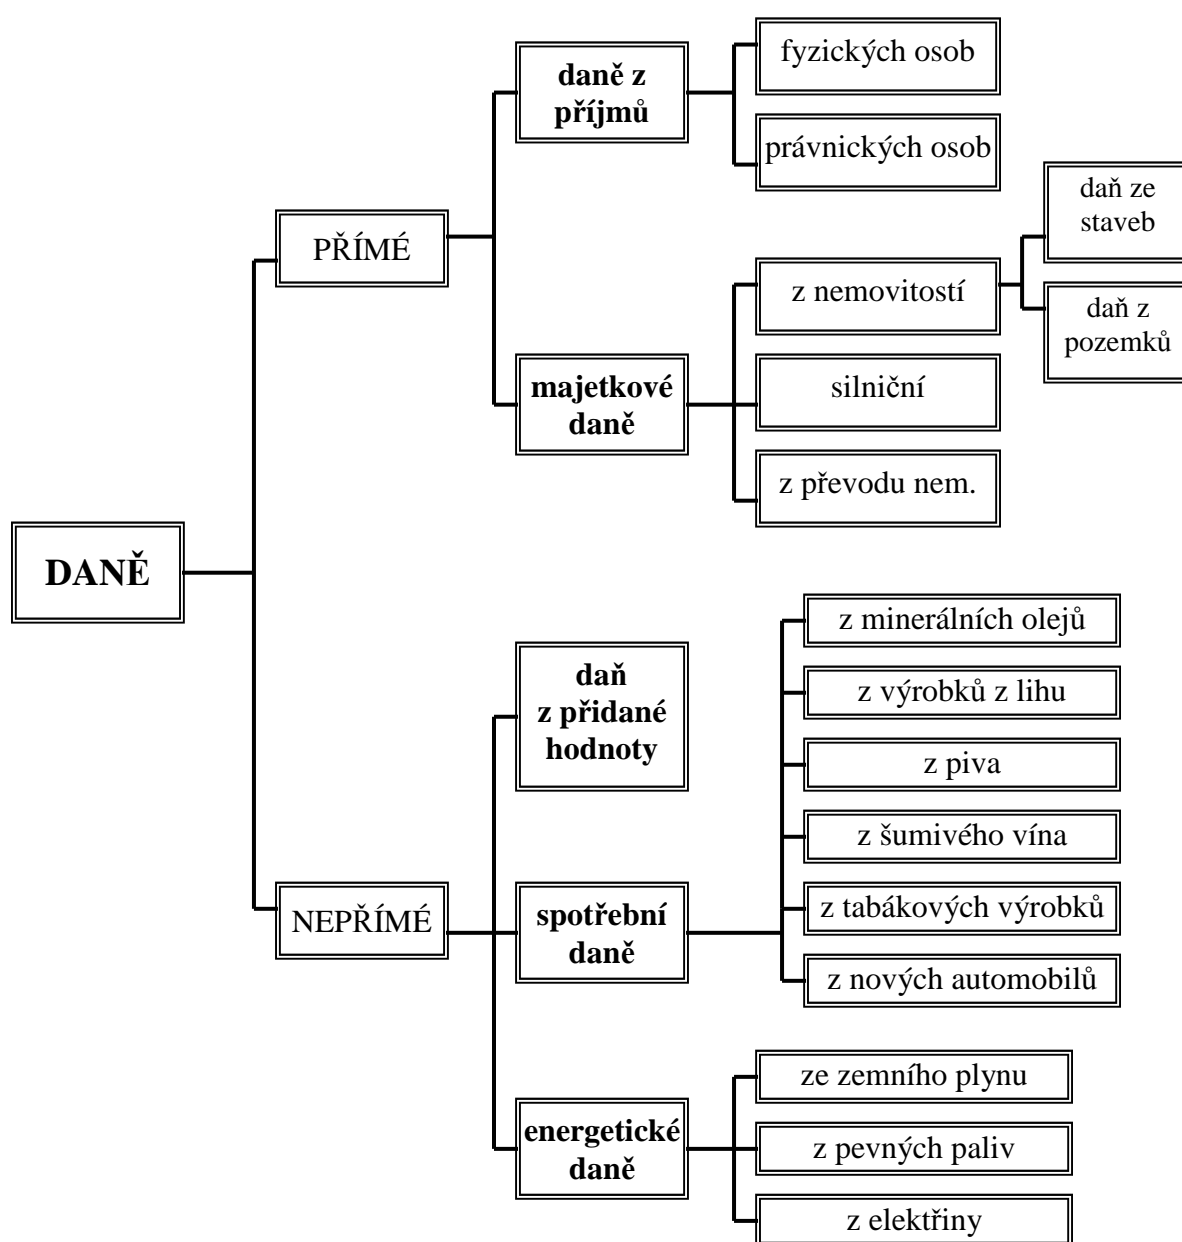 DANĚ
PŘÍMÉ
daně z
příjmů
fyzických osob
právnických osob
majetkové
daně
z nemovitostí
daň ze
staveb
daň z
pozemků
silniční
z převodu nem.
NEPŘÍMÉ
daň
z přidané
hodnoty
spotřební
daně
z minerálních olejů
z výrobků z lihu
z piva
z šumivého vína
z tabákových výrobků
z nových automobilů
energetické
daně
ze zemního plynu
z pevných paliv
z elektřiny